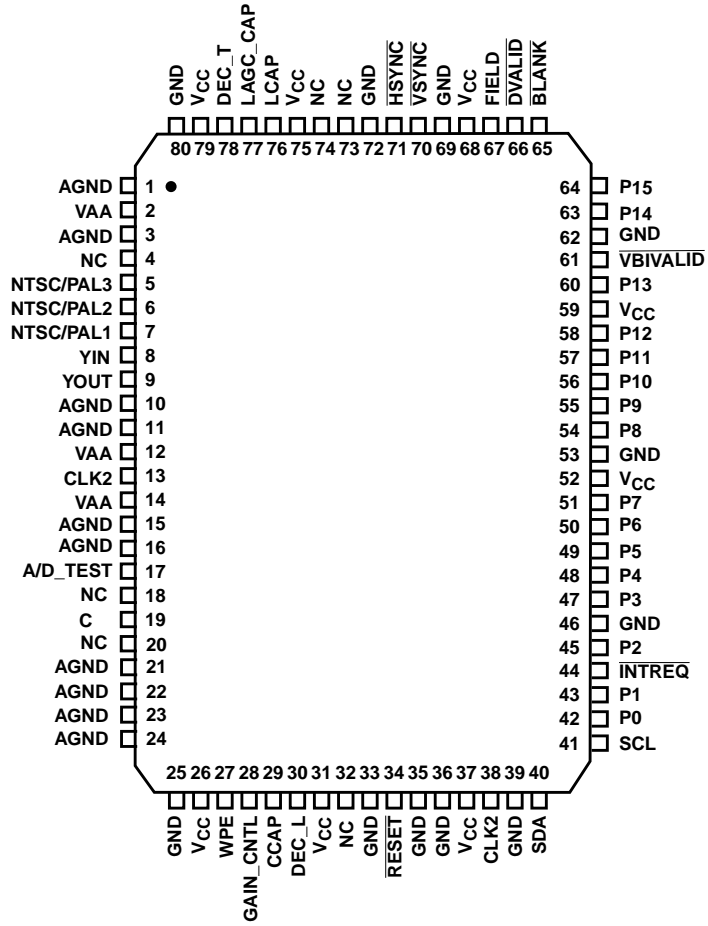 GND
VCC
DEC_T
LAGC_CAP
LCAP
VCC
NC
NC
GND
HSYNC
VSYNC
GND
VCC
FIELD
DVALID
BLANK
80 79 78 77 76 75 74 73 72 71 70 69 68 67 66 65
AGND 1
VAA 2
AGND 3
NC 4
NTSC/PAL3 5
NTSC/PAL2 6
NTSC/PAL1 7
YIN 8
YOUT 9
AGND 10
AGND 11
VAA 12
CLK2 13
VAA 14
AGND 15
AGND 16
A/D_TEST 17
NC 18
C 19
NC 20
AGND 21
AGND 22
AGND 23
AGND 24
64 P15
63 P14
62 GND
61 VBIVALID
60 P13
59 VCC
58 P12
57 P11
56 P10
55 P9
54 P8
53 GND
52 VCC
51 P7
50 P6
49 P5
48 P4
47 P3
46 GND
45 P2
44 INTREQ
43 P1
42 P0
41 SCL
25 26 27 28 29 30 31 32 33 34 35 36 37 38 39 40
GND
VCC
WPE
GAIN_CNTL
CCAP
DEC_L
VCC
NC
GND
RESET
GND
GND
VCC
CLK2
GND
SDA